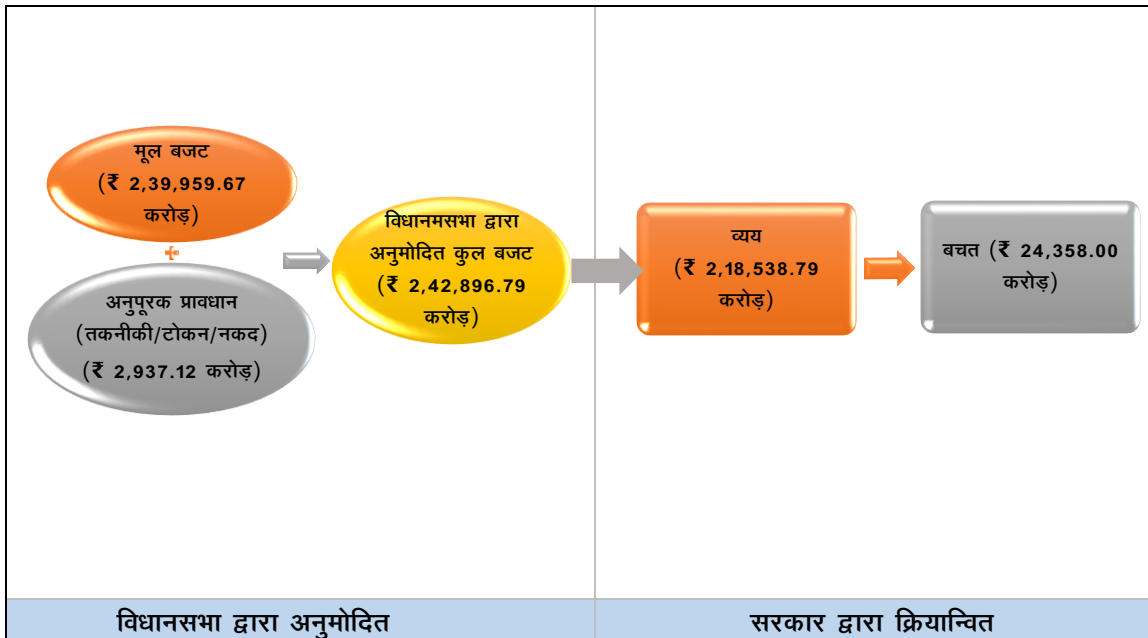 मूल बजट
(₹ 2,39,959.67
करोड़)
+
अनुपूरक प्रावधान
(तकनीकी/टोकन/नकद)
(₹ 2,937.12 करोड़)
विधानमसभा द्वारा
अनुमोदित कुल बजट
(₹ 2,42,896.79
करोड़)
व्यय
(₹ 2,18,538.79
करोड़)
बचत (₹ 24,358.00
करोड़)
विधानसभा द्वारा अनुमोदित
सरकार द्वारा क्रियान्वित